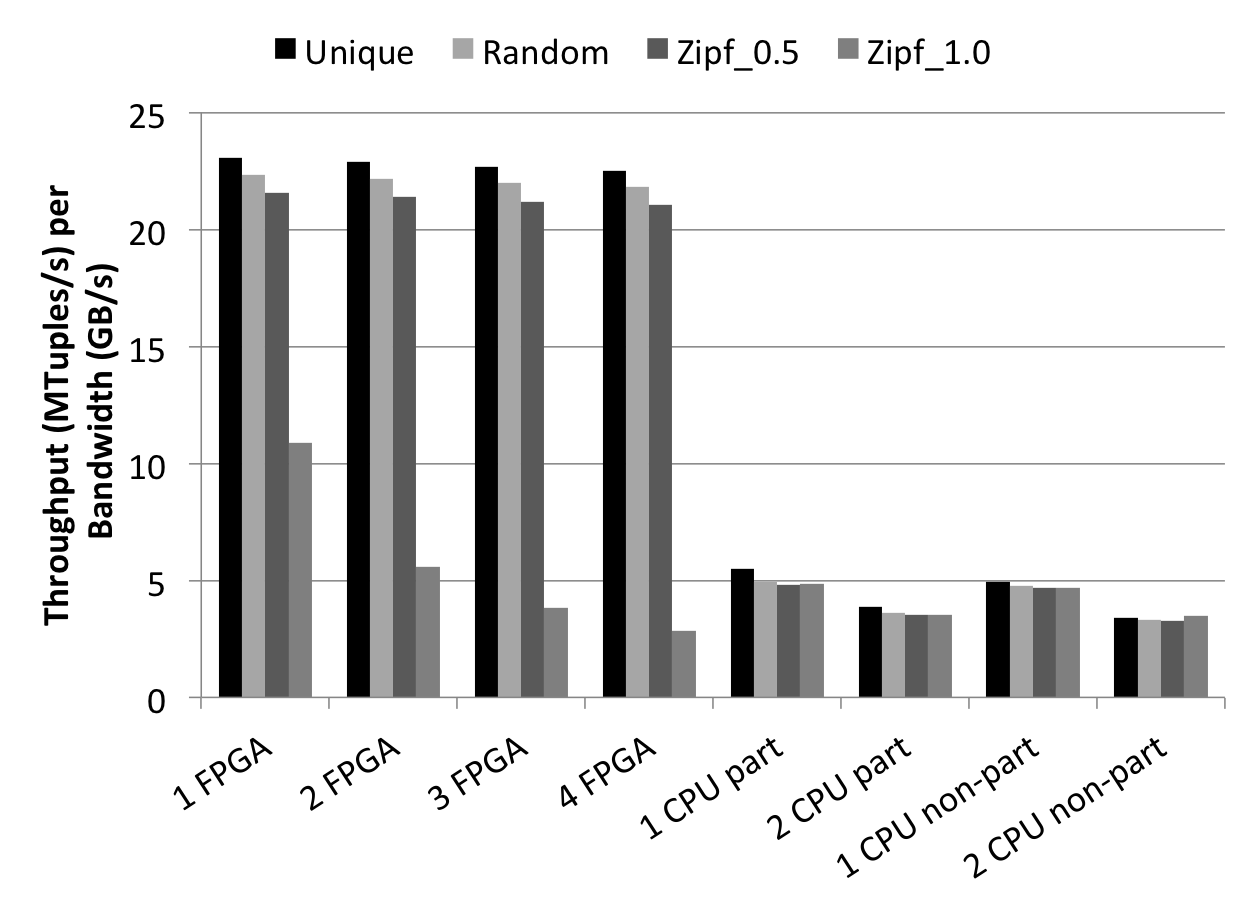 Unique Random Zipf_0.5 Zipf_1.0
Throughput (MTuples/s) per
Bandwidth (GB/s)
25
20
15
10
5
0
1 FPGA
2 FPGA
3 FPGA
4 FPGA
1 CPU part
2 CPU part
1 CPU non-part
2 CPU non-part